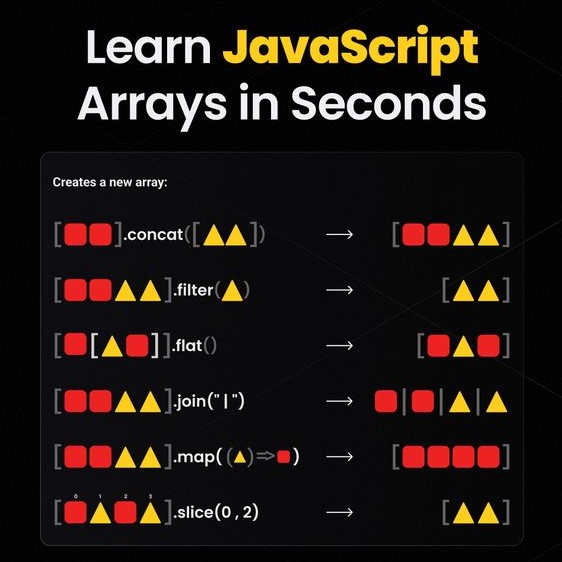 Learn JavaScript
Arrays in Seconds
Creates a new array:
[ ].concat([ ]) → [ ]
[ ].filter( ) → [ ]
[ [ ] ].flat() → [ ]
[ ].join(" | ") → | | |
[ ].map( ( ) => ) → [ ]
0 1 2 3
[ ].slice(0 , 2) → [ ]